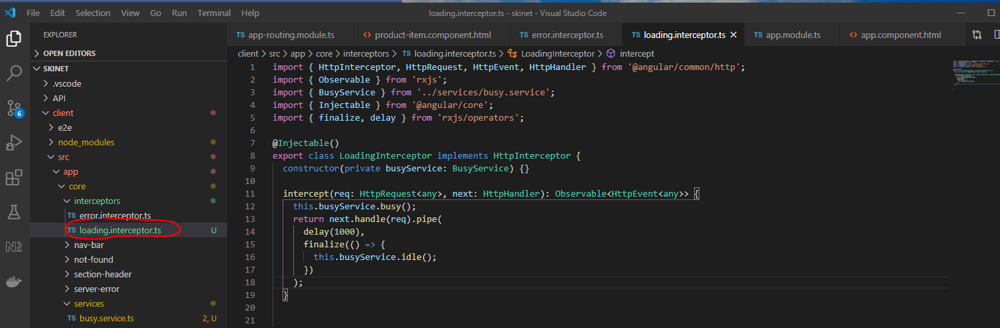 File Edit Selection View Go Run Terminal Help loading.interceptor.ts - skinet - Visual Studio Code
EXPLORER
OPEN EDITORS
SKINET
.vscode
API
client
e2e
node_modules
src
app
core
interceptors
TS error.interceptor.ts
TS loading.interceptor.ts U
nav-bar
not-found
section-header
server-error
services
TS busy.service.ts 2, U
6
TS app-routing.module.ts <> product-item.component.html TS error.interceptor.ts TS loading.interceptor.ts TS app.module.ts <> app.component.html
client > src > app > core > interceptors > TS loading.interceptor.ts > LoadingInterceptor > intercept
1 import { HttpInterceptor, HttpRequest, HttpEvent, HttpHandler } from '@angular/common/http';
2 import { Observable } from 'rxjs';
3 import { BusyService } from '../services/busy.service';
4 import { Injectable } from '@angular/core';
5 import { finalize, delay } from 'rxjs/operators';
6
7 @Injectable()
8 export class LoadingInterceptor implements HttpInterceptor {
9 constructor(private busyService: BusyService) {}
10
11 intercept(req: HttpRequest<any>, next: HttpHandler): Observable<HttpEvent<any>> {
12 this.busyService.busy();
13 return next.handle(req).pipe(
14 delay(1000),
15 finalize(() => {
16 this.busyService.idle();
17 })
18 );
19 }
20
21